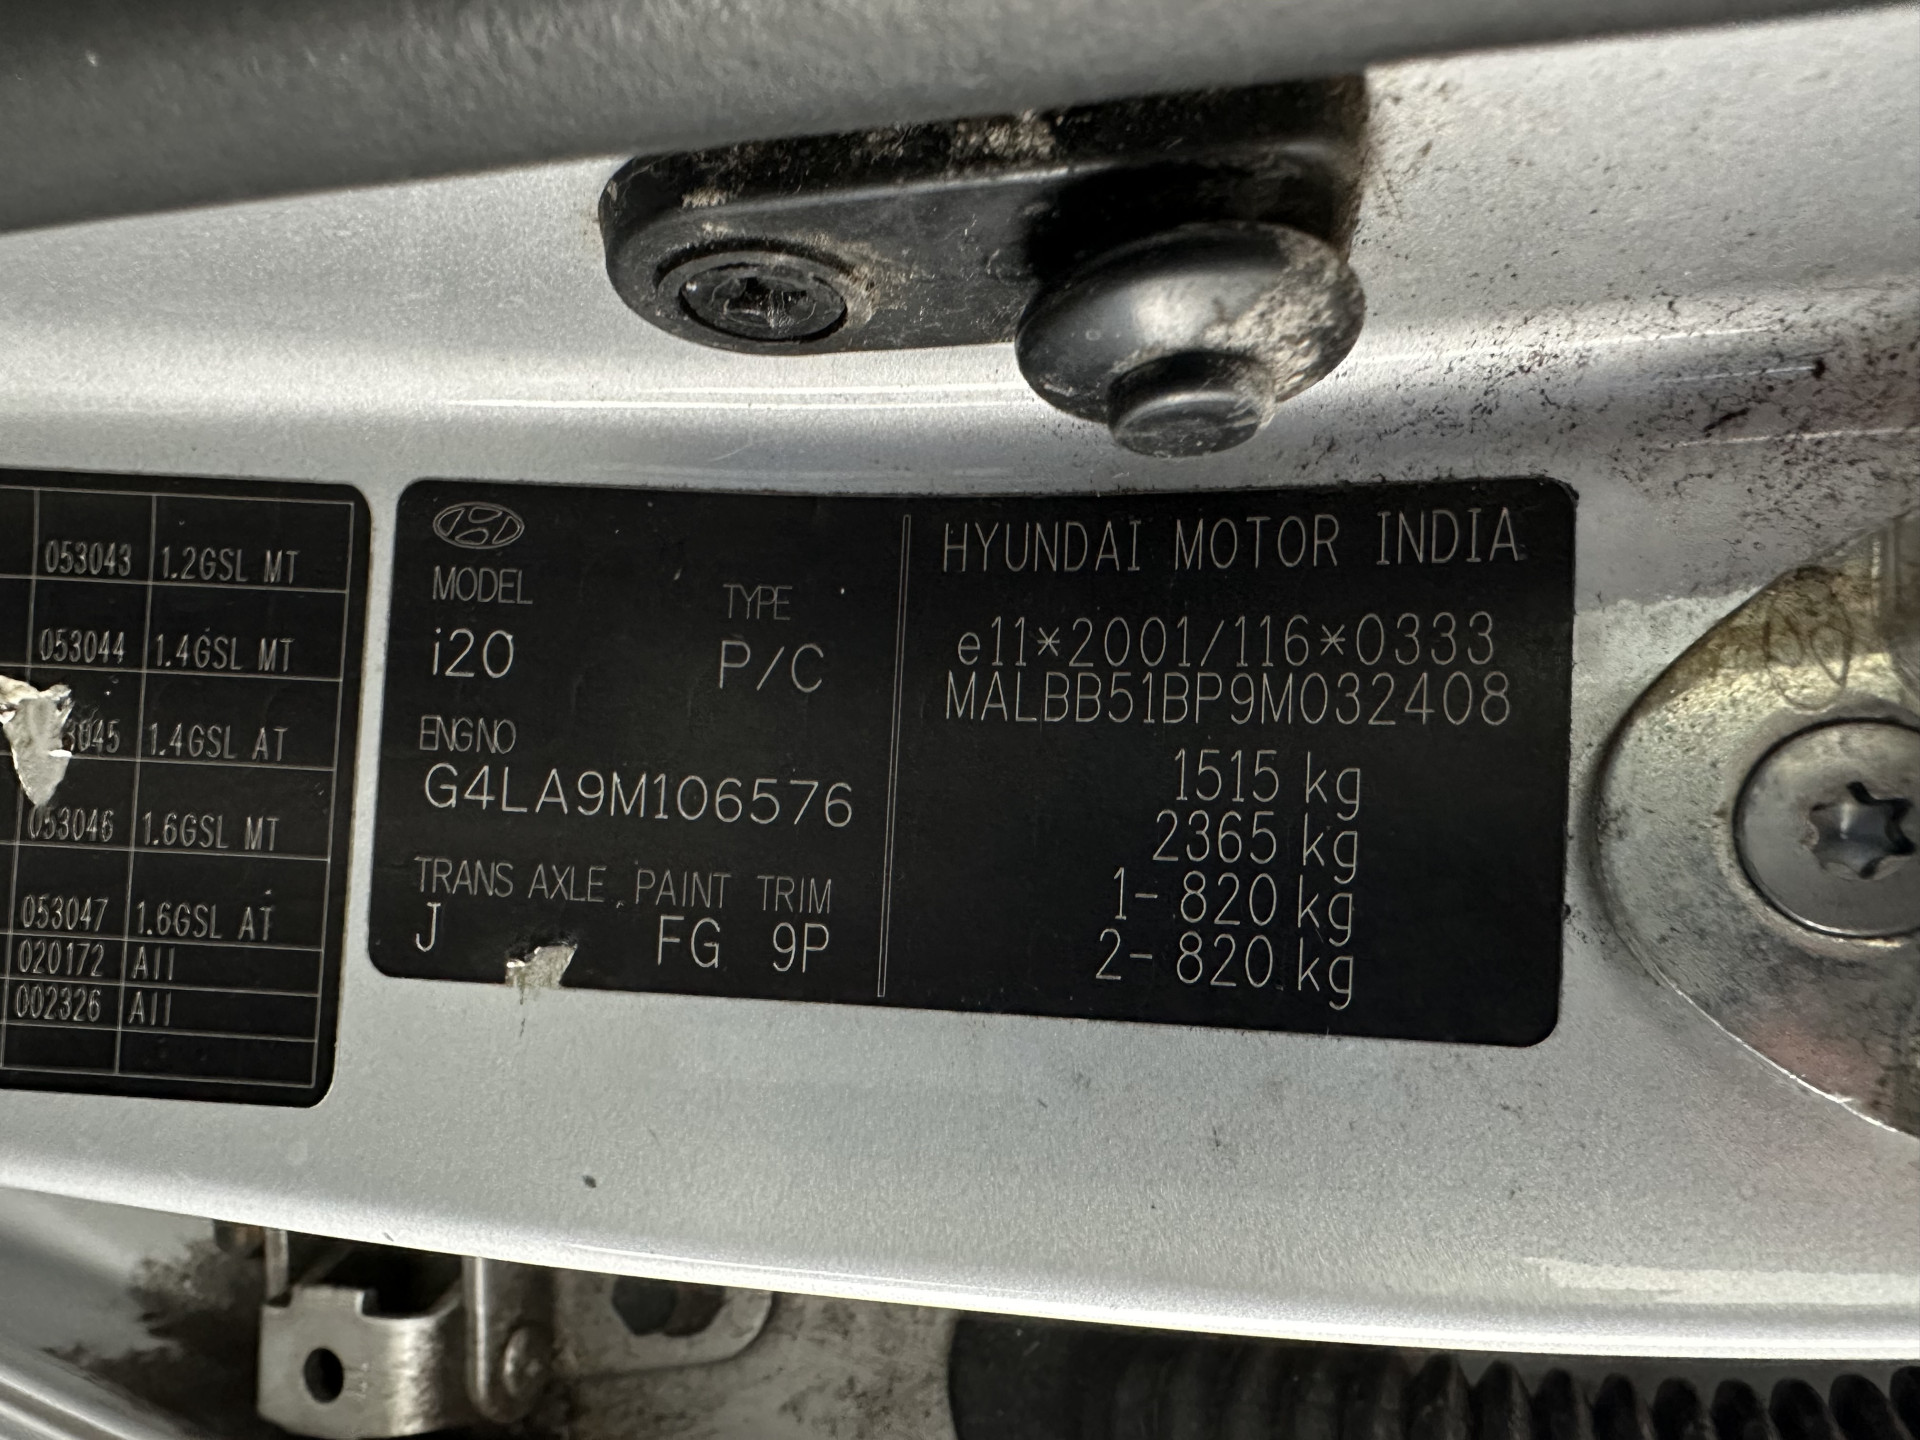 053043 1.2GSL MT
053044 1.4GSL MT
1.4GSL AT
053046 1.6GSL MT
053047 1.6GSL AT
020172 All
002326 All
MODEL TYPE
i20 P/C
ENG NO
G4LA9M106576
TRANS AXLE PAINT TRIM
J FG 9P
HYUNDAI MOTOR INDIA
e11*2001/116*0333
MALBB51BP9M032408
1515 kg
2365 kg
1- 820 kg
2- 820 kg